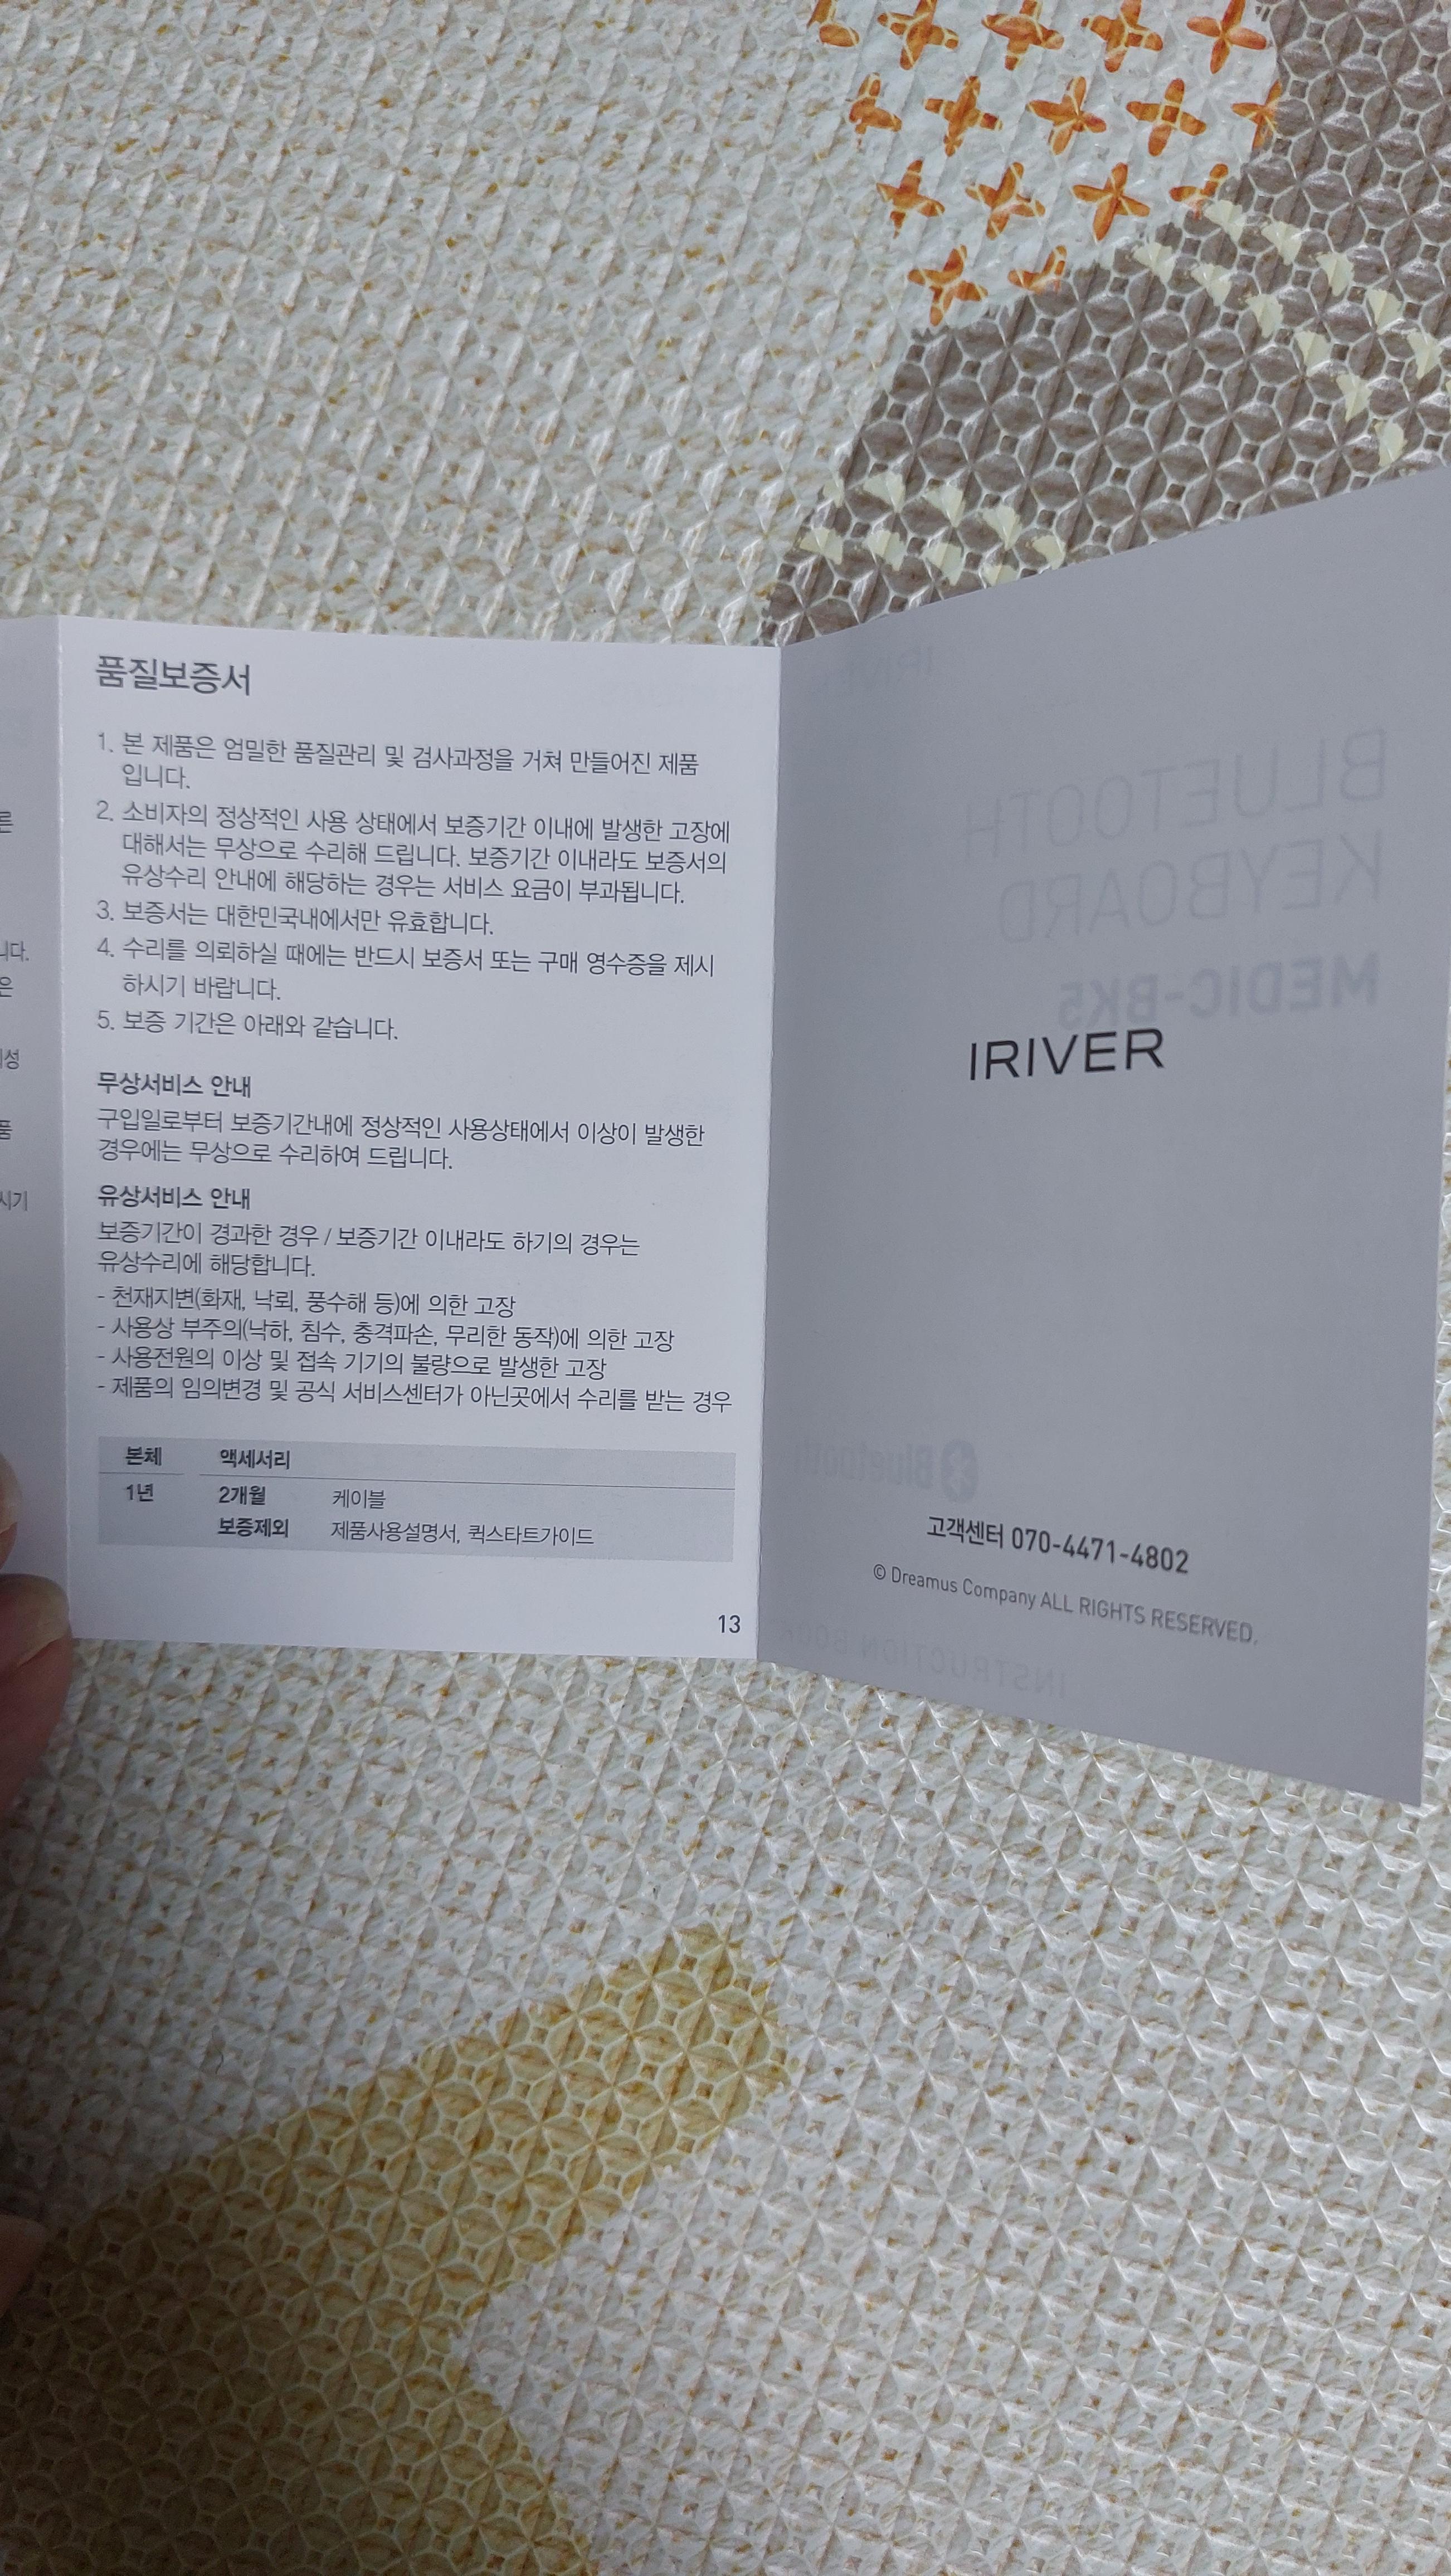 품질보증서
1. 본 제품은 엄밀한 품질관리 및 검사과정을 거쳐 만들어진 제품
입니다.
2. 소비자의 정상적인 사용 상태에서 보증기간 이내에 발생한 고장에
대해서는 무상으로 수리해 드립니다. 보증기간 이내라도 보증서의
유상수리 안내에 해당하는 경우는 서비스 요금이 부과됩니다.
3. 보증서는 대한민국내에서만 유효합니다.
4. 수리를 의뢰하실 때에는 반드시 보증서 또는 구매 영수증을 제시
하시기 바랍니다.
5. 보증 기간은 아래와 같습니다.
무상서비스 안내
구입일로부터 보증기간내에 정상적인 사용상태에서 이상이 발생한
경우에는 무상으로 수리하여 드립니다.
유상서비스 안내
보증기간이 경과한 경우 / 보증기간 이내라도 하기의 경우는
유상수리에 해당합니다.
- 천재지변(화재, 낙뢰, 풍수해 등)에 의한 고장
- 사용상 부주의(낙하, 침수, 충격파손, 무리한 동작)에 의한 고장
- 사용전원의 이상 및 접속 기기의 불량으로 발생한 고장
- 제품의 임의변경 및 공식 서비스센터가 아닌곳에서 수리를 받는 경우
본체 액세서리
1년 2개월 케이블
보증제외 제품사용설명서, 퀵스타트가이드
13
BLUETOOTH
KEYBOARD
MEDIC-BK5
IRIVER
Bluetooth
고객센터 070-4471-4802
© Dreamus Company ALL RIGHTS RESERVED.
INSTRUCTION BOOK